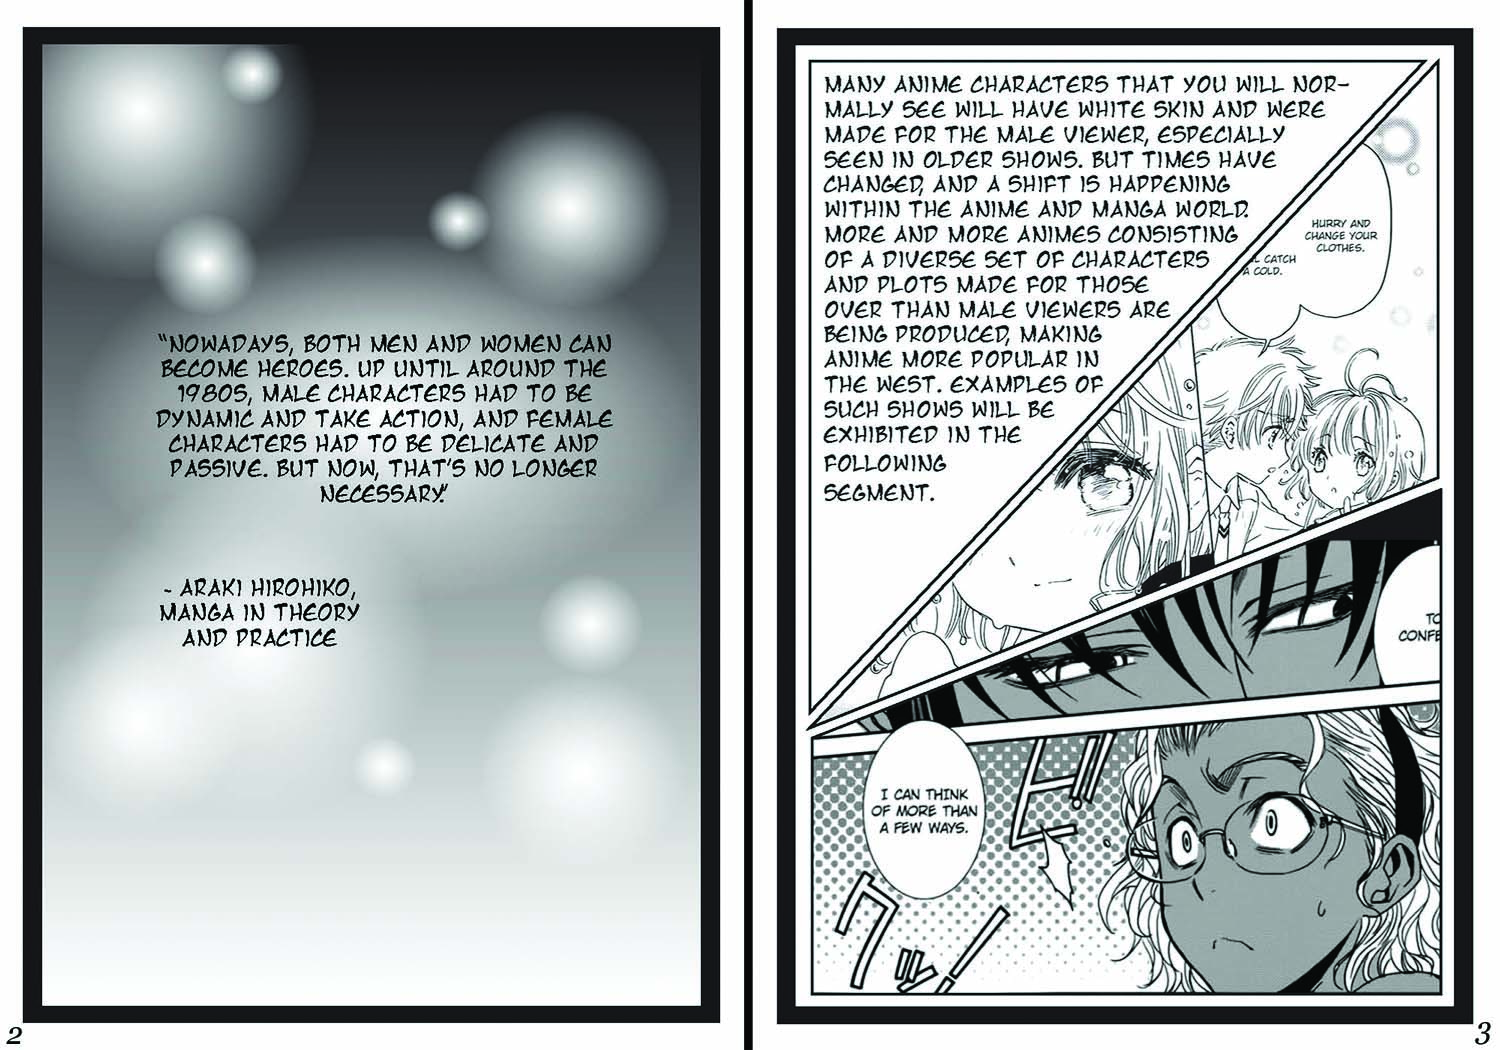 “NOWADAYS, BOTH MEN AND WOMEN CAN
BECOME HEROES. UP UNTIL AROUND THE
1980S, MALE CHARACTERS HAD TO BE
DYNAMIC AND TAKE ACTION, AND FEMALE
CHARACTERS HAD TO BE DELICATE AND
PASSIVE. BUT NOW, THAT'S NO LONGER
NECESSARY.”
~ ARAKI HIROHIKO,
MANGA IN THEORY
AND PRACTICE
2
MANY ANIME CHARACTERS THAT YOU WILL NOR-
MALLY SEE WILL HAVE WHITE SKIN AND WERE
MADE FOR THE MALE VIEWER, ESPECIALLY
SEEN IN OLDER SHOWS. BUT TIMES HAVE
CHANGED, AND A SHIFT IS HAPPENING
WITHIN THE ANIME AND MANGA WORLD.
MORE AND MORE ANIMES CONSISTING
OF A DIVERSE SET OF CHARACTERS
AND PLOTS MADE FOR THOSE
OVER THAN MALE VIEWERS ARE
BEING PRODUCED, MAKING
ANIME MORE POPULAR IN
THE WEST. EXAMPLES OF
SUCH SHOWS WILL BE
EXHIBITED IN THE
FOLLOWING
SEGMENT.
HURRY AND
CHANGE YOUR
CLOTHES.
CATCH
A COLD.
TO
CONFE
I CAN THINK
OF MORE THAN
A FEW WAYS.
ビ!!
クッ!
3